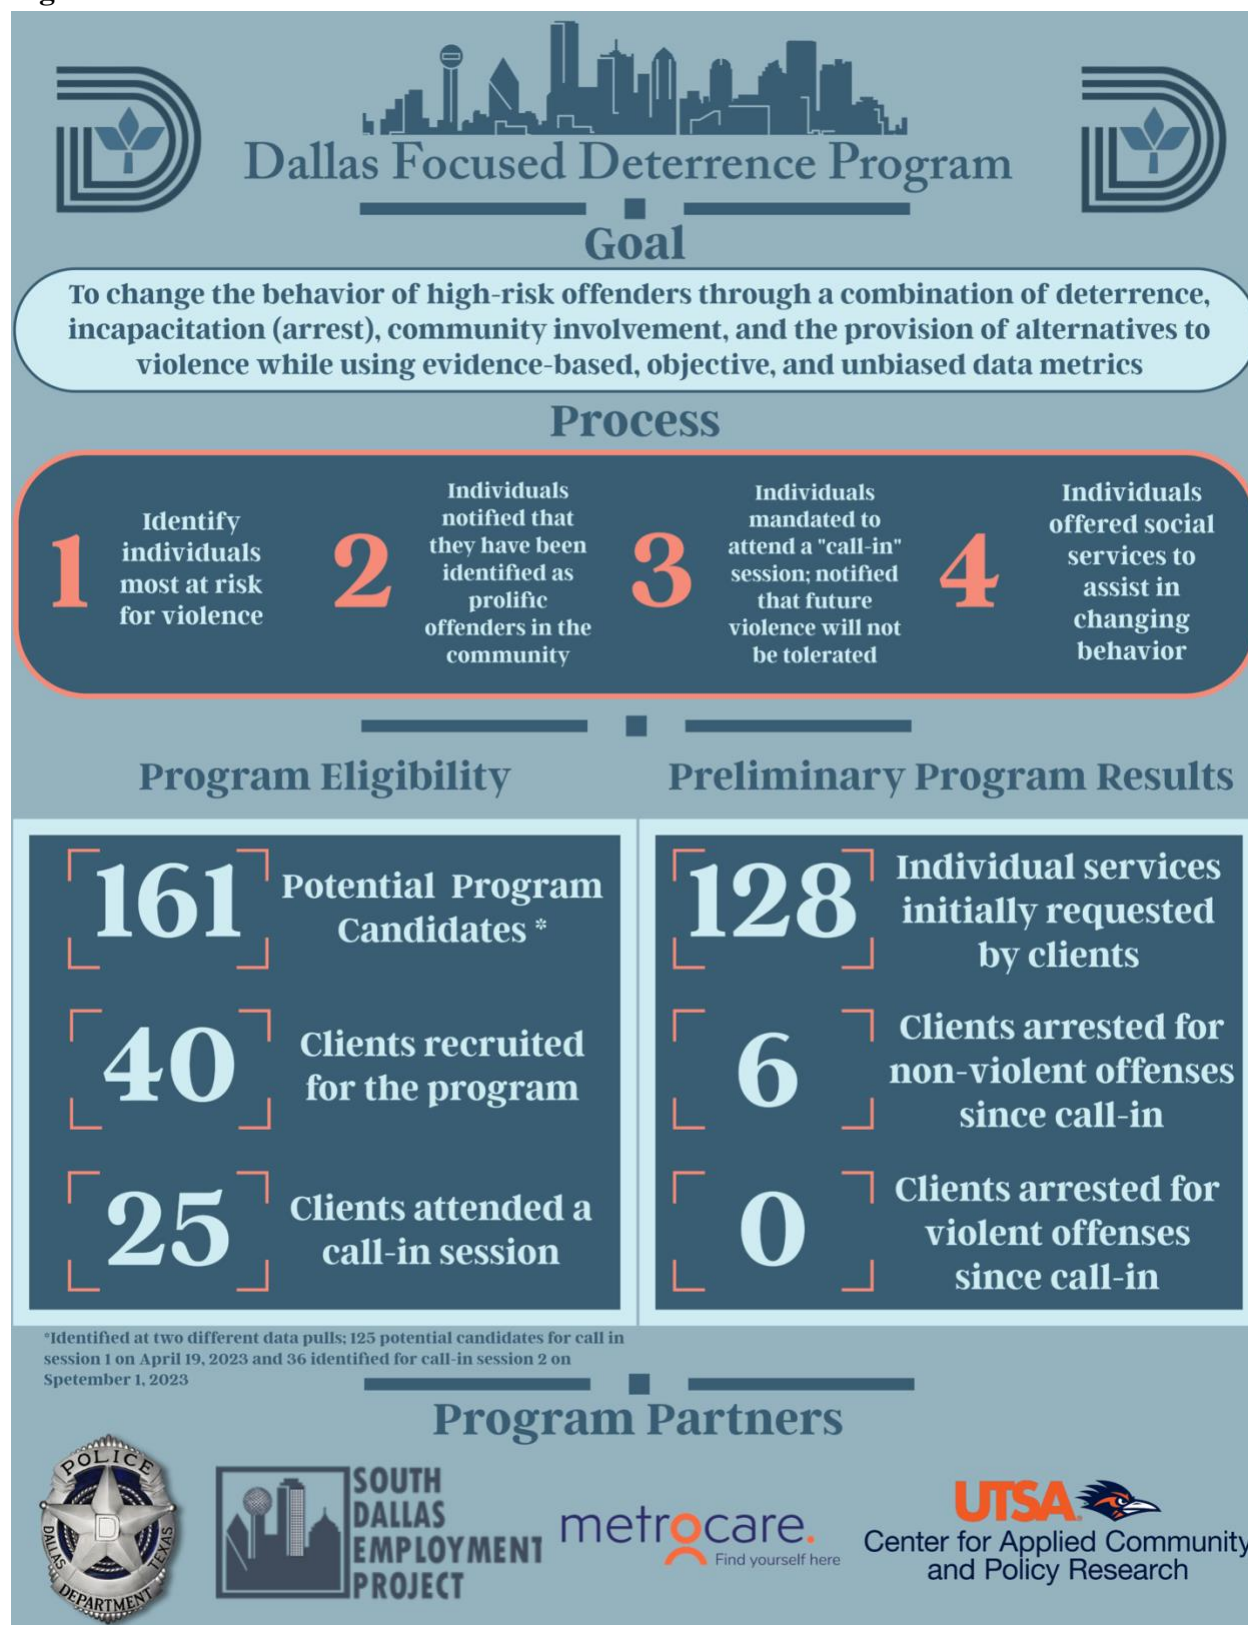 Dallas Focused Deterrence Program
Goal
To change the behavior of high-risk offenders through a combination of deterrence,
incapacitation (arrest), community involvement, and the provision of alternatives to
violence while using evidence-based, objective, and unbiased data metrics
Process
1
Identify
individuals
most at risk
for violence
2
Individuals
notified that
they have been
identified as
prolific
offenders in the
community
3
Individuals
mandated to
attend a "call-in"
session; notified
that future
violence will not
be tolerated
4
Individuals
offered social
services to
assist in
changing
behavior
Program Eligibility
161
Potential Program
Candidates *
40
Clients recruited
for the program
25
Clients attended a
call-in session
*Identified at two different data pulls; 125 potential candidates for call in
session 1 on April 19, 2023 and 36 identified for call-in session 2 on
Spetember 1, 2023
Preliminary Program Results
128
Individual services
initially requested
by clients
6
Clients arrested for
non-violent offenses
since call-in
0
Clients arrested for
violent offenses
since call-in
Program Partners
POLICE
D
DALLAS
TEXAS
DEPARTMENT
SOUTH
DALLAS
EMPLOYMENT
PROJECT
metrocare.
Find yourself here
UTSA
Center for Applied Community
and Policy Research